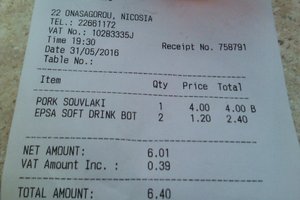 22 ONASAGOROU, NICOSIA
TEL.: 22661172
VAT No.: 10283335J
Time 19:30 Receipt No. 758791
Date 31/05/2016
Table No.:
Item Qty Price Total
PORK SOUVLAKI 1 4.00 4.00 B
EPSA SOFT DRINK BOT 2 1.20 2.40
NET AMOUNT: 6.01
VAT Amount Inc. : 0.39
TOTAL AMOUNT: 6.40